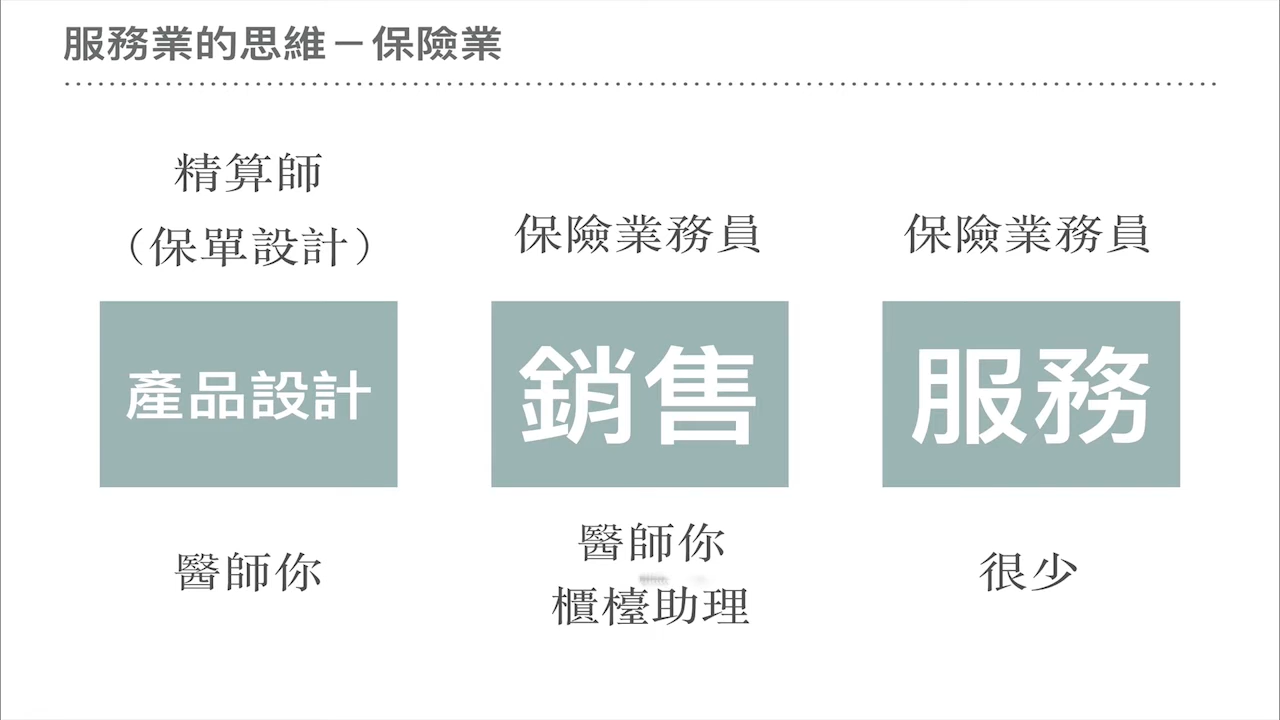 服務業的思維－保險業
精算師
（保單設計）
保險業務員
保險業務員
產品設計
銷售
服務
醫師你
醫師你
櫃檯助理
很少